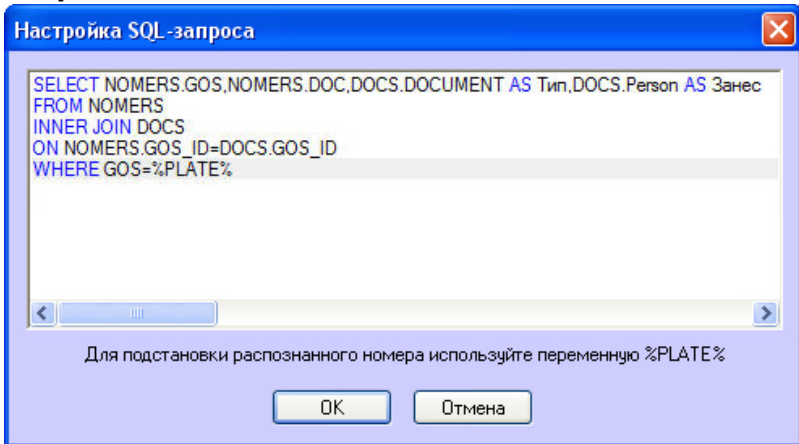 Настройка SQL-запроса
SELECT NOMERS.GOS,NOMERS.DOC,DOCS.DOCUMENT AS Тип,DOCS.Person AS Занес
FROM NOMERS
INNER JOIN DOCS
ON NOMERS.GOS_ID=DOCS.GOS_ID
WHERE GOS=%PLATE%
Для подстановки распознанного номера используйте переменную %PLATE%
OK Отмена